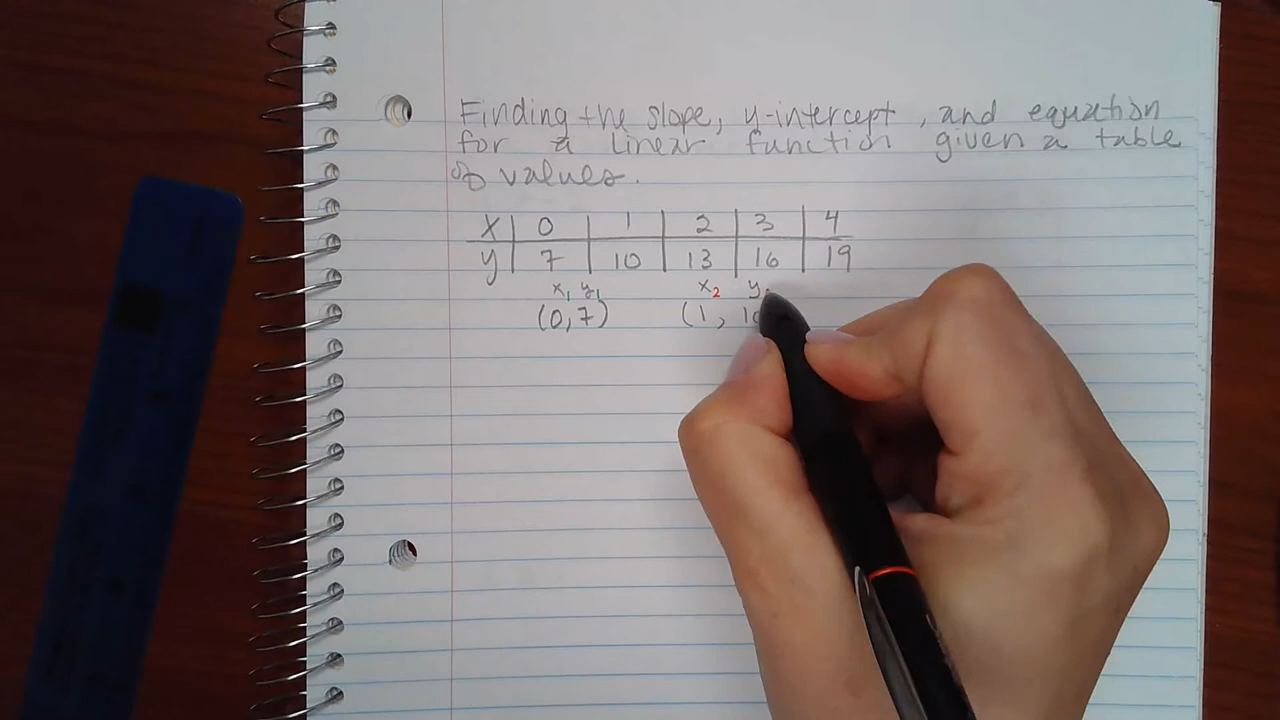 Finding the slope, y-intercept, and equation
for a linear function given a table
of values.
x 0 1 2 3 4
y 7 10 13 16 19
x1 y1 x2 y
(0,7) (1,